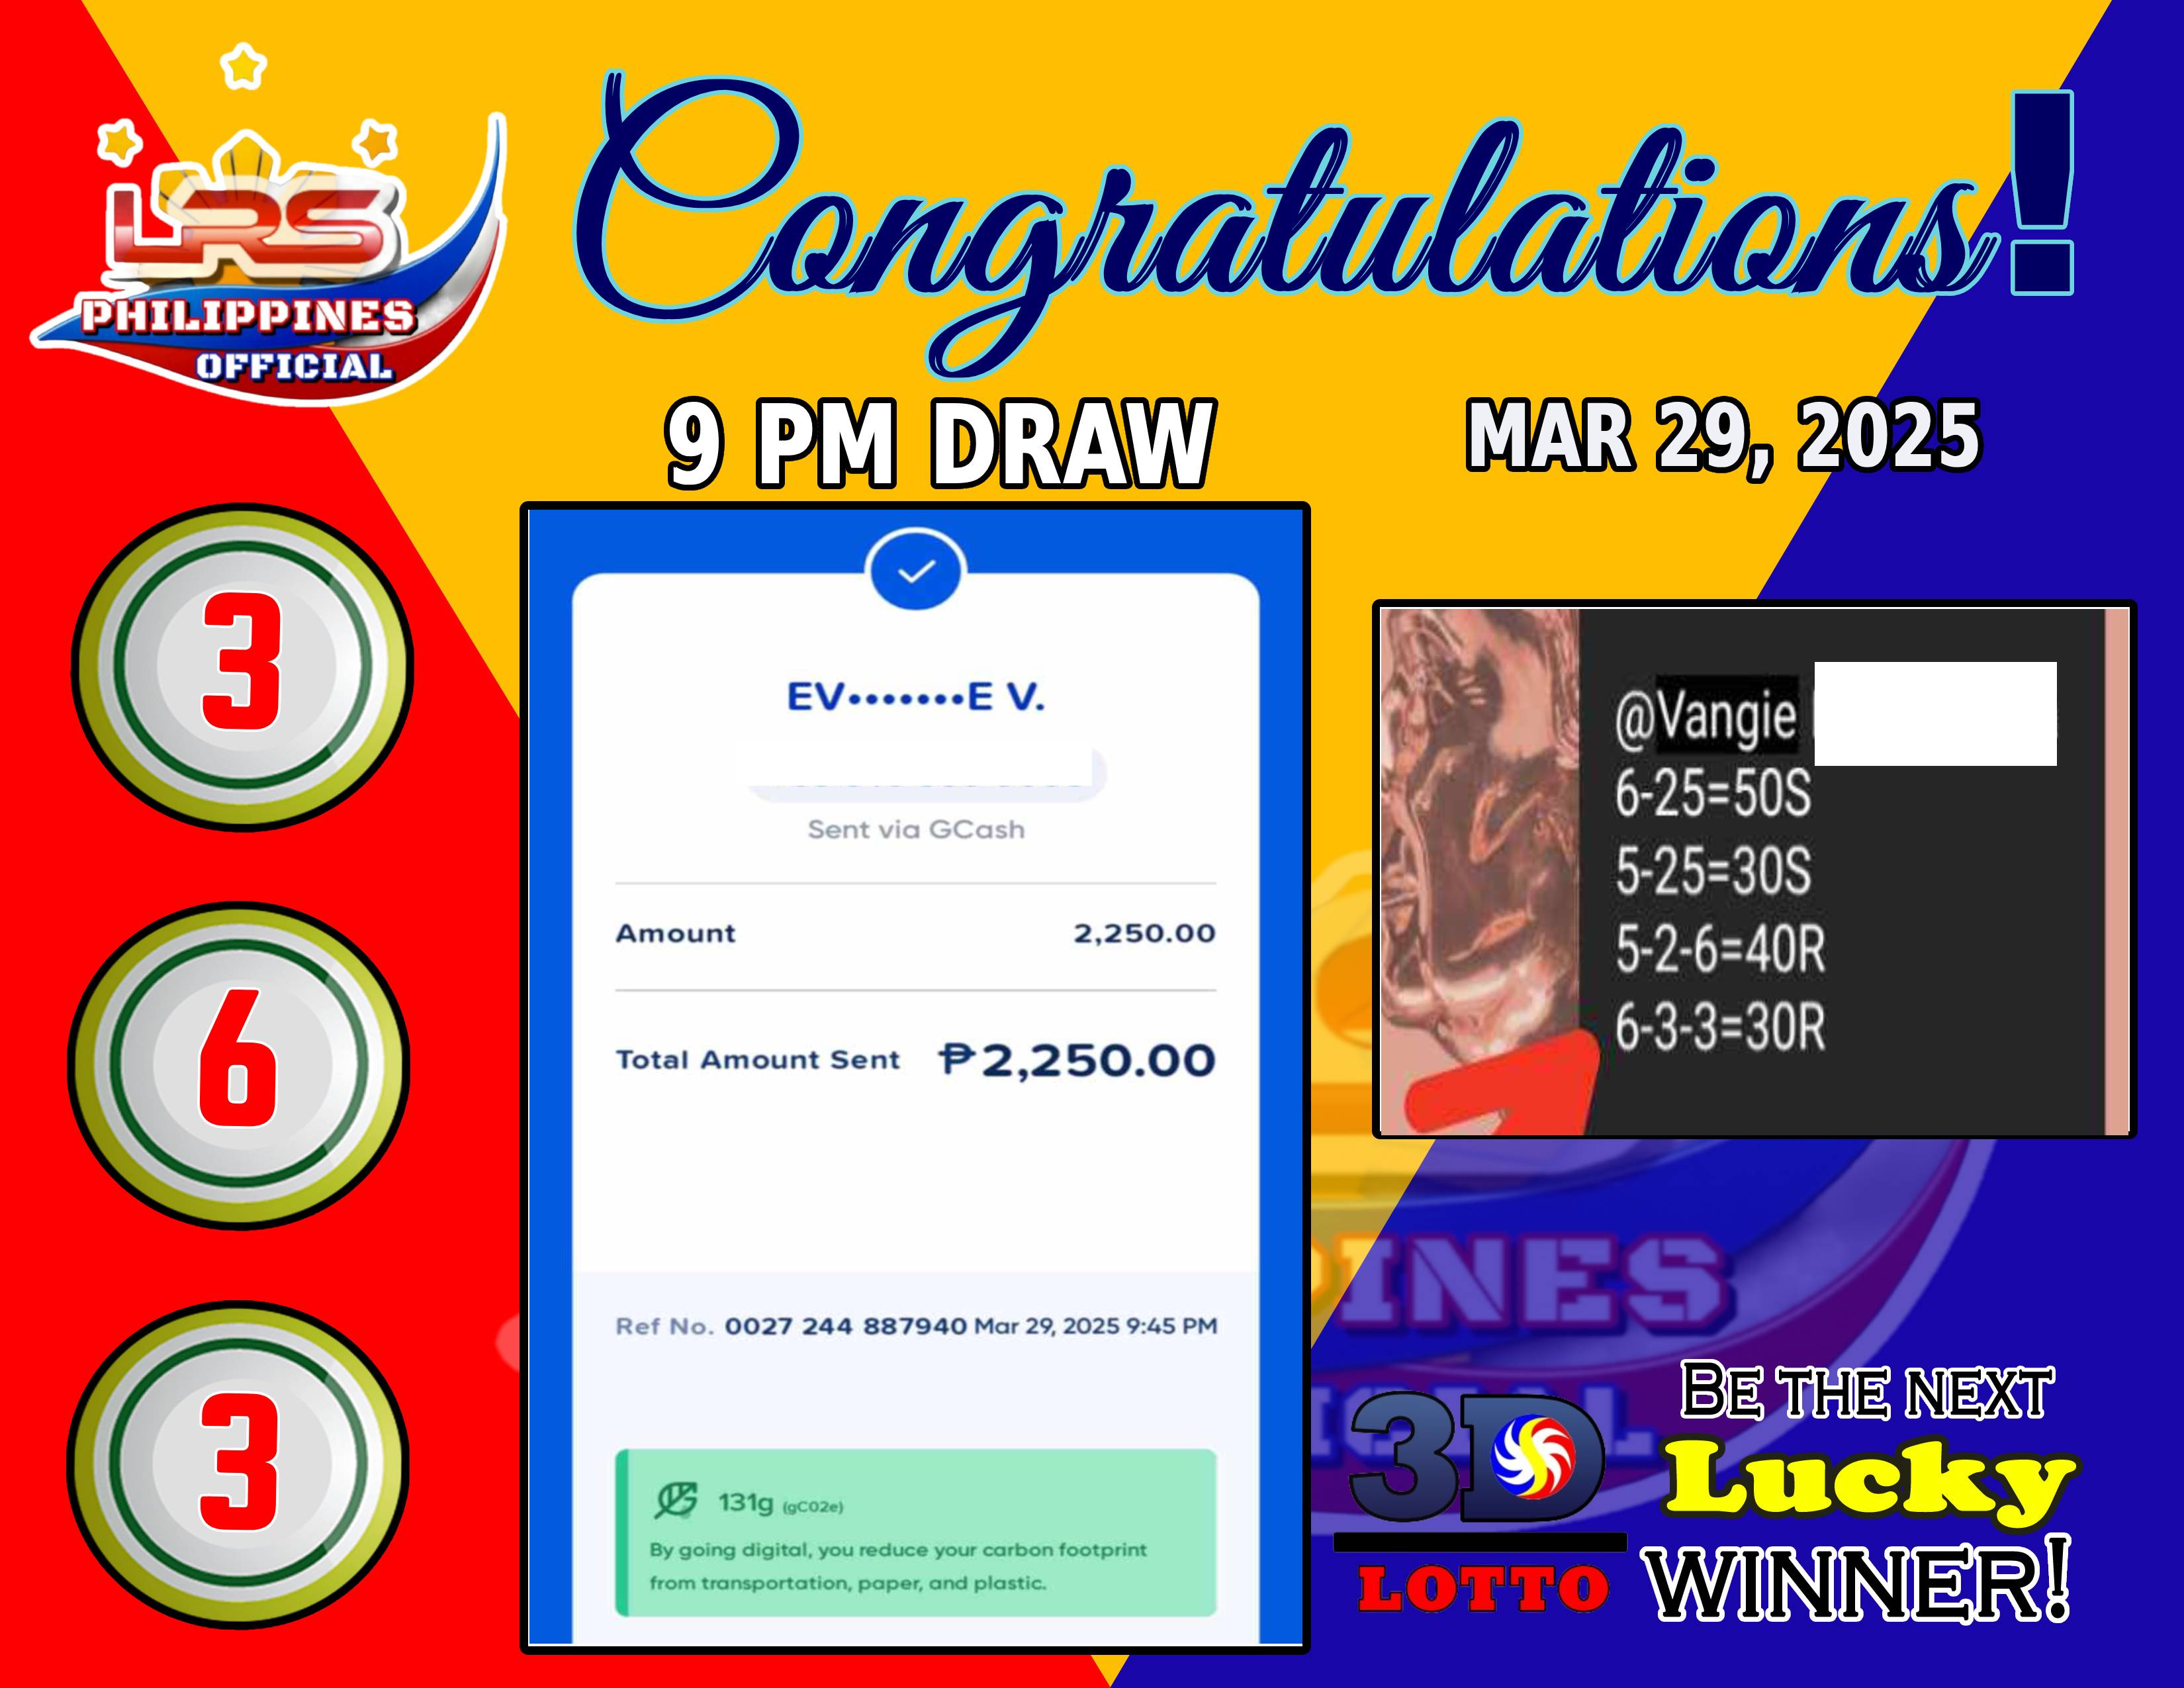 LRS
PHILIPPINES
OFFICIAL
Congratulations!
9 PM DRAW
MAR 29, 2025
3
6
3
EV•••••••E V.
Sent via GCash
Amount 2,250.00
Total Amount Sent ₱2,250.00
Ref No. 0027 244 887940 Mar 29, 2025 9:45 PM
131g (gCO2e)
By going digital, you reduce your carbon footprint
from transportation, paper, and plastic.
@Vangie
6-25=50S
5-25=30S
5-2-6=40R
6-3-3=30R
PINES
3D
LOTTO
BE THE NEXT
Lucky
WINNER!